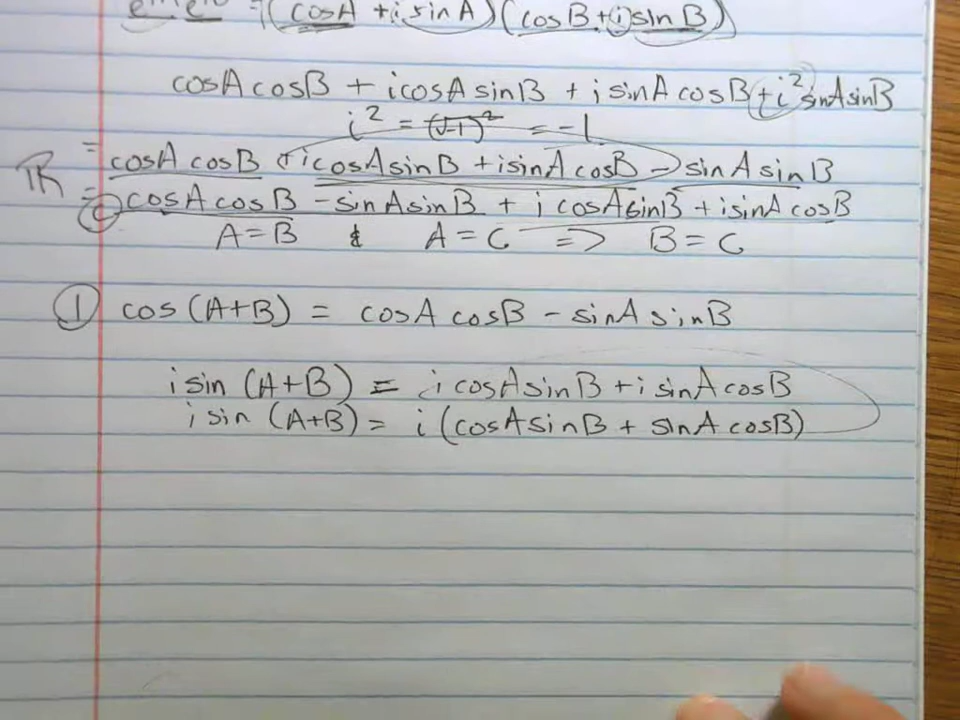 (cosA + i sin A)(cos B + i sin B)
cosA cosB + i cosA sinB + i sinA cosB + i² sinA sinB
i² = (√-1)² = -1
= cosA cosB + i cosA sinB + i sinA cosB - sinA sinB
ℝ = cosA cosB - sinA sinB + i cosA sinB + i sinA cosB
A = B & A = C => B = C
① cos (A+B) = cosA cosB - sinA sinB
i sin (A+B) = i cosA sinB + i sinA cosB
i sin (A+B) = i (cosA sinB + sinA cosB)